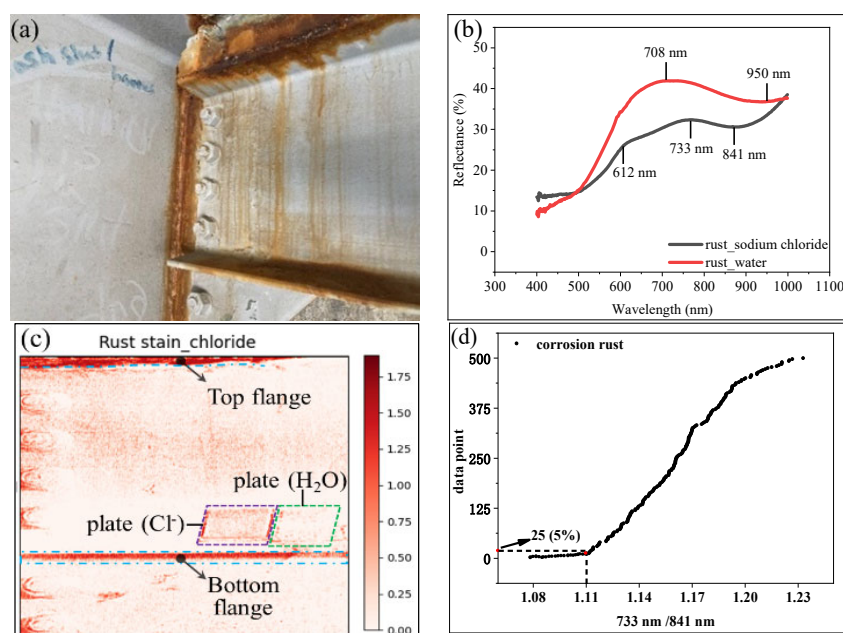 (a)
ash slut /
(b)
Reflectance (%)
50
40
30
20
10
0
708 nm
950 nm
612 nm
733 nm
841 nm
rust_sodium chloride
rust_water
300 400 500 600 700 800 900 1000 1100
Wavelength (nm)
(c)
Rust stain_chloride
Top flange
plate (H₂O)
plate (Cl⁻)
Bottom
flange
1.75
1.50
1.25
1.00
0.75
0.50
0.25
0.00
(d)
corrosion rust
data point
500
375
250
125
0
25 (5%)
1.08 1.11 1.14 1.17 1.20 1.23
733 nm /841 nm